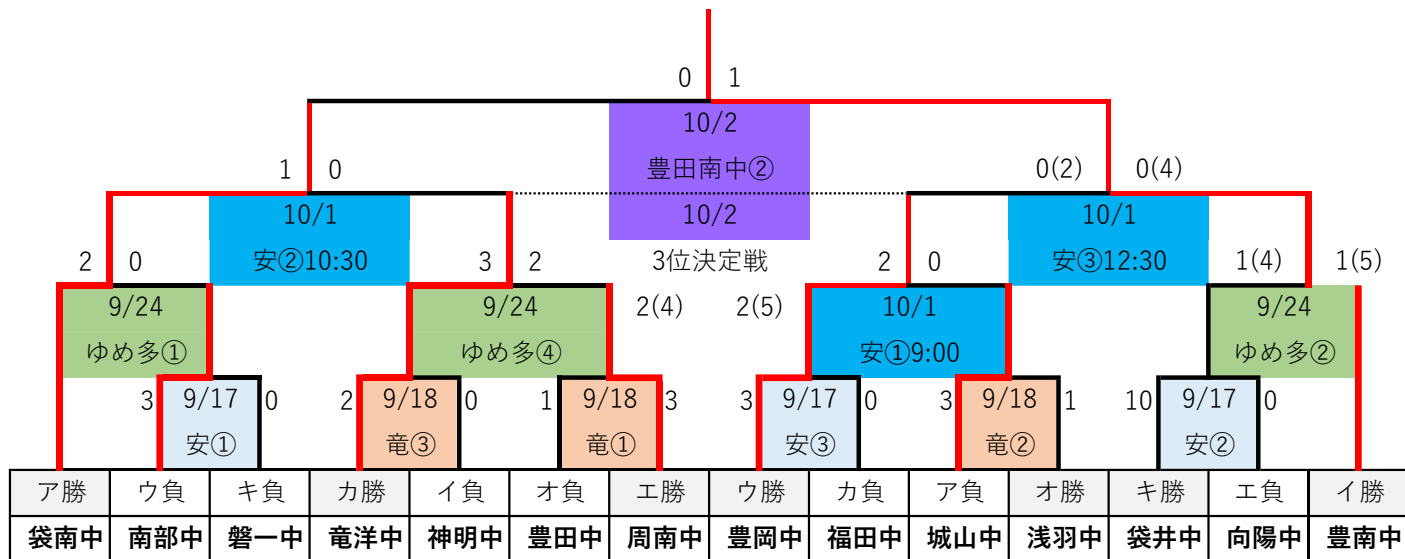 0 1
10/2
豊田南中②
1 0 0(2) 0(4)
10/1 10/2 10/1
安②10:30 3位決定戦 安③12:30
2 0 3 2 2 0 1(4) 1(5)
9/24 9/24 2(4) 2(5) 10/1 9/24
ゆめ多① ゆめ多④ 安①9:00 ゆめ多②
3 9/17 0 2 9/18 0 1 9/18 3 3 9/17 0 3 9/18 1 10 9/17 0
安① 竜③ 竜① 安③ 竜② 安②
ア勝 ウ負 キ負 カ勝 イ負 オ負 エ勝 ウ勝 カ負 ア負 オ勝 キ勝 エ負 イ勝
袋南中 南部中 磐一中 竜洋中 神明中 豊田中 周南中 豊岡中 福田中 城山中 浅羽中 袋井中 向陽中 豊南中